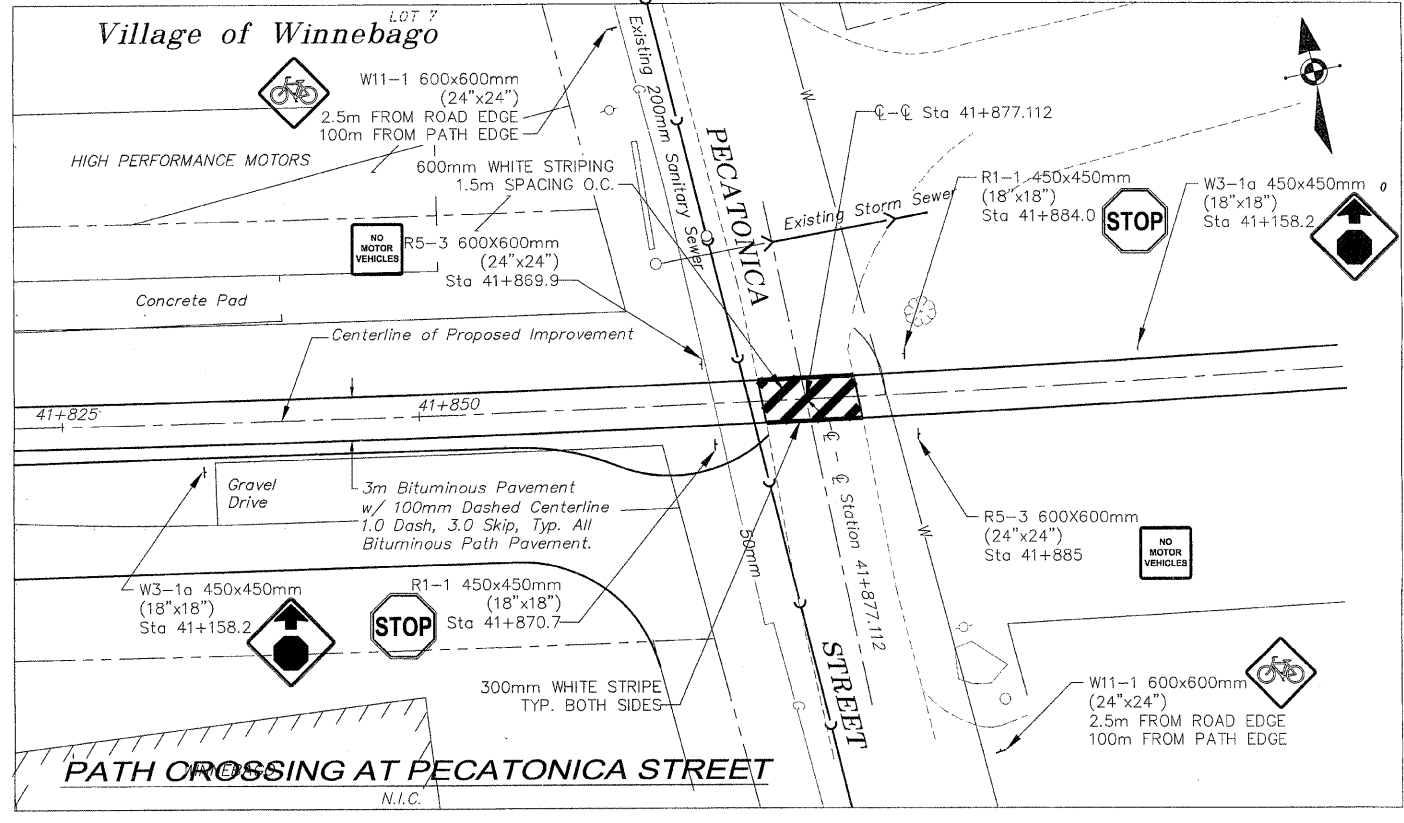 LOT 7
Village of Winnebago
W11-1 600x600mm
(24"x24")
2.5m FROM ROAD EDGE
100m FROM PATH EDGE
HIGH PERFORMANCE MOTORS
600mm WHITE STRIPING
1.5m SPACING O.C.
NO
MOTOR
VEHICLES
R5-3 600X600mm
(24"x24")
Sta 41+869.9
Concrete Pad
Centerline of Proposed Improvement
Existing 200mm Sanitary Sewer
G
PECATONICA
W
℄-℄ Sta 41+877.112
Existing Storm Sewer
R1-1 450x450mm
(18"x18")
Sta 41+884.0
STOP
W3-1a 450x450mm
(18"x18")
Sta 41+158.2
0
41+825
41+850
Gravel
Drive
3m Bituminous Pavement
w/ 100mm Dashed Centerline
1.0 Dash, 3.0 Skip, Typ. All
Bituminous Path Pavement.
50mm
℄ - ℄ Station 41+877.112
W
R5-3 600X600mm
(24"x24")
Sta 41+885
NO
MOTOR
VEHICLES
W3-1a 450x450mm
(18"x18")
Sta 41+158.2
R1-1 450x450mm
(18"x18")
Sta 41+870.7
STOP
300mm WHITE STRIPE
TYP. BOTH SIDES
G
STREET
W11-1 600x600mm
(24"x24")
2.5m FROM ROAD EDGE
100m FROM PATH EDGE
WINNEBAGO
PATH CROSSING AT PECATONICA STREET
N.I.C.